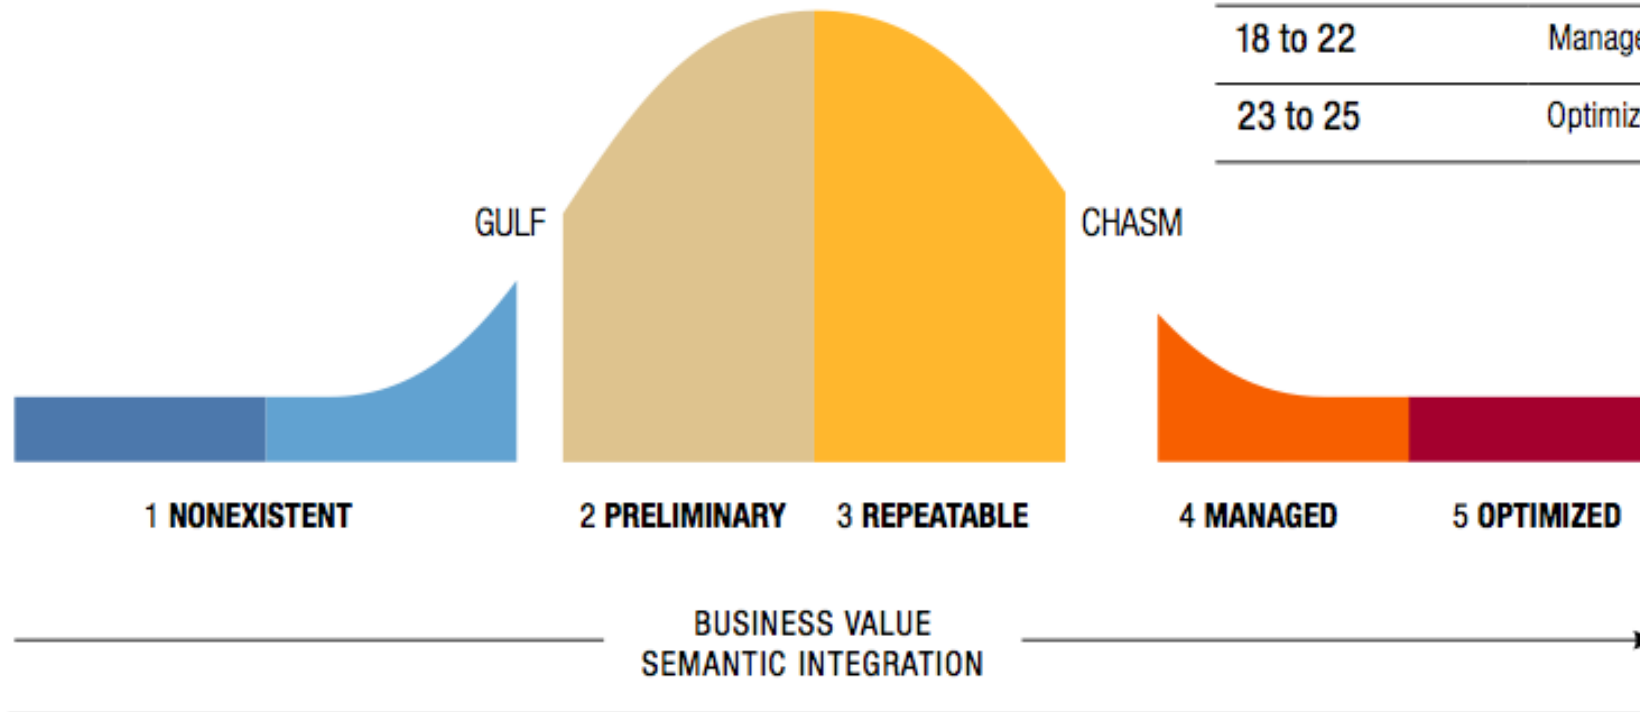 18 to 22
23 to 25
GULF
CHASM
1 NONEXISTENT
2 PRELIMINARY
3 REPEATABLE
4 MANAGED
5 OPTIMIZED
BUSINESS VALUE
SEMANTIC INTEGRATION